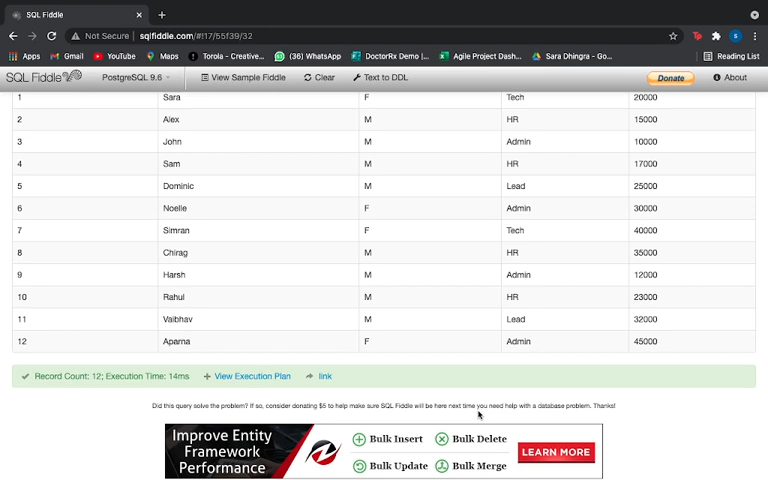 SQL Fiddle
Not Secure | sqlfiddle.com/#!17/55f39/32
Apps Gmail YouTube Maps Torola - Creative... (36) WhatsApp DoctorRx Demo |... Agile Project Dash... Sara Dhingra - Go... Reading List
SQL Fiddle PostgreSQL 9.6 View Sample Fiddle Clear Text to DDL Donate About
1 Sara F Tech 20000
2 Alex M HR 15000
3 John M Admin 10000
4 Sam M HR 17000
5 Dominic M Lead 25000
6 Noelle F Admin 30000
7 Simran F Tech 40000
8 Chirag M HR 35000
9 Harsh M Admin 12000
10 Rahul M HR 23000
11 Vaibhav M Lead 32000
12 Aparna F Admin 45000
Record Count: 12; Execution Time: 14ms View Execution Plan link
Did this query solve the problem? If so, consider donating $5 to help make sure SQL Fiddle will be here next time you need help with a database problem. Thanks!
Improve Entity
Framework
Performance
Bulk Insert Bulk Delete
Bulk Update Bulk Merge
LEARN MORE